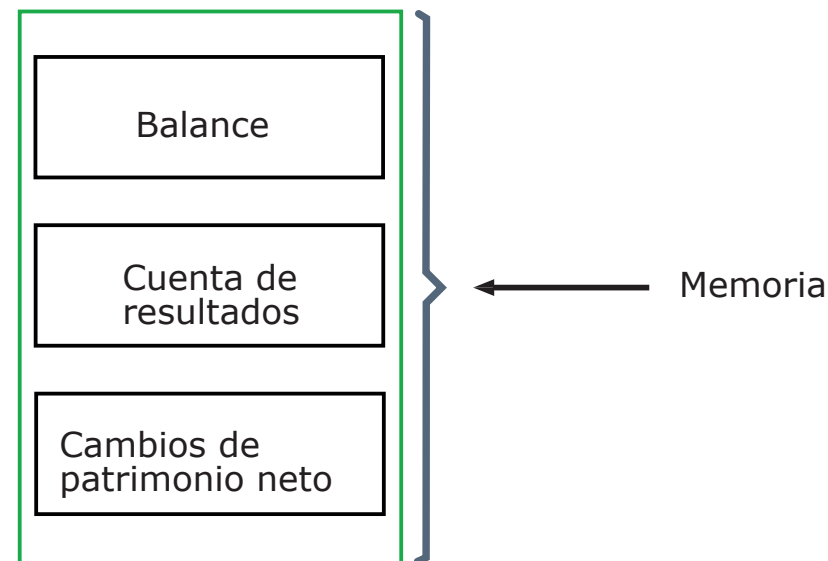 Balance
Cuenta de
resultados
Memoria
Cambios de
patrimonio neto